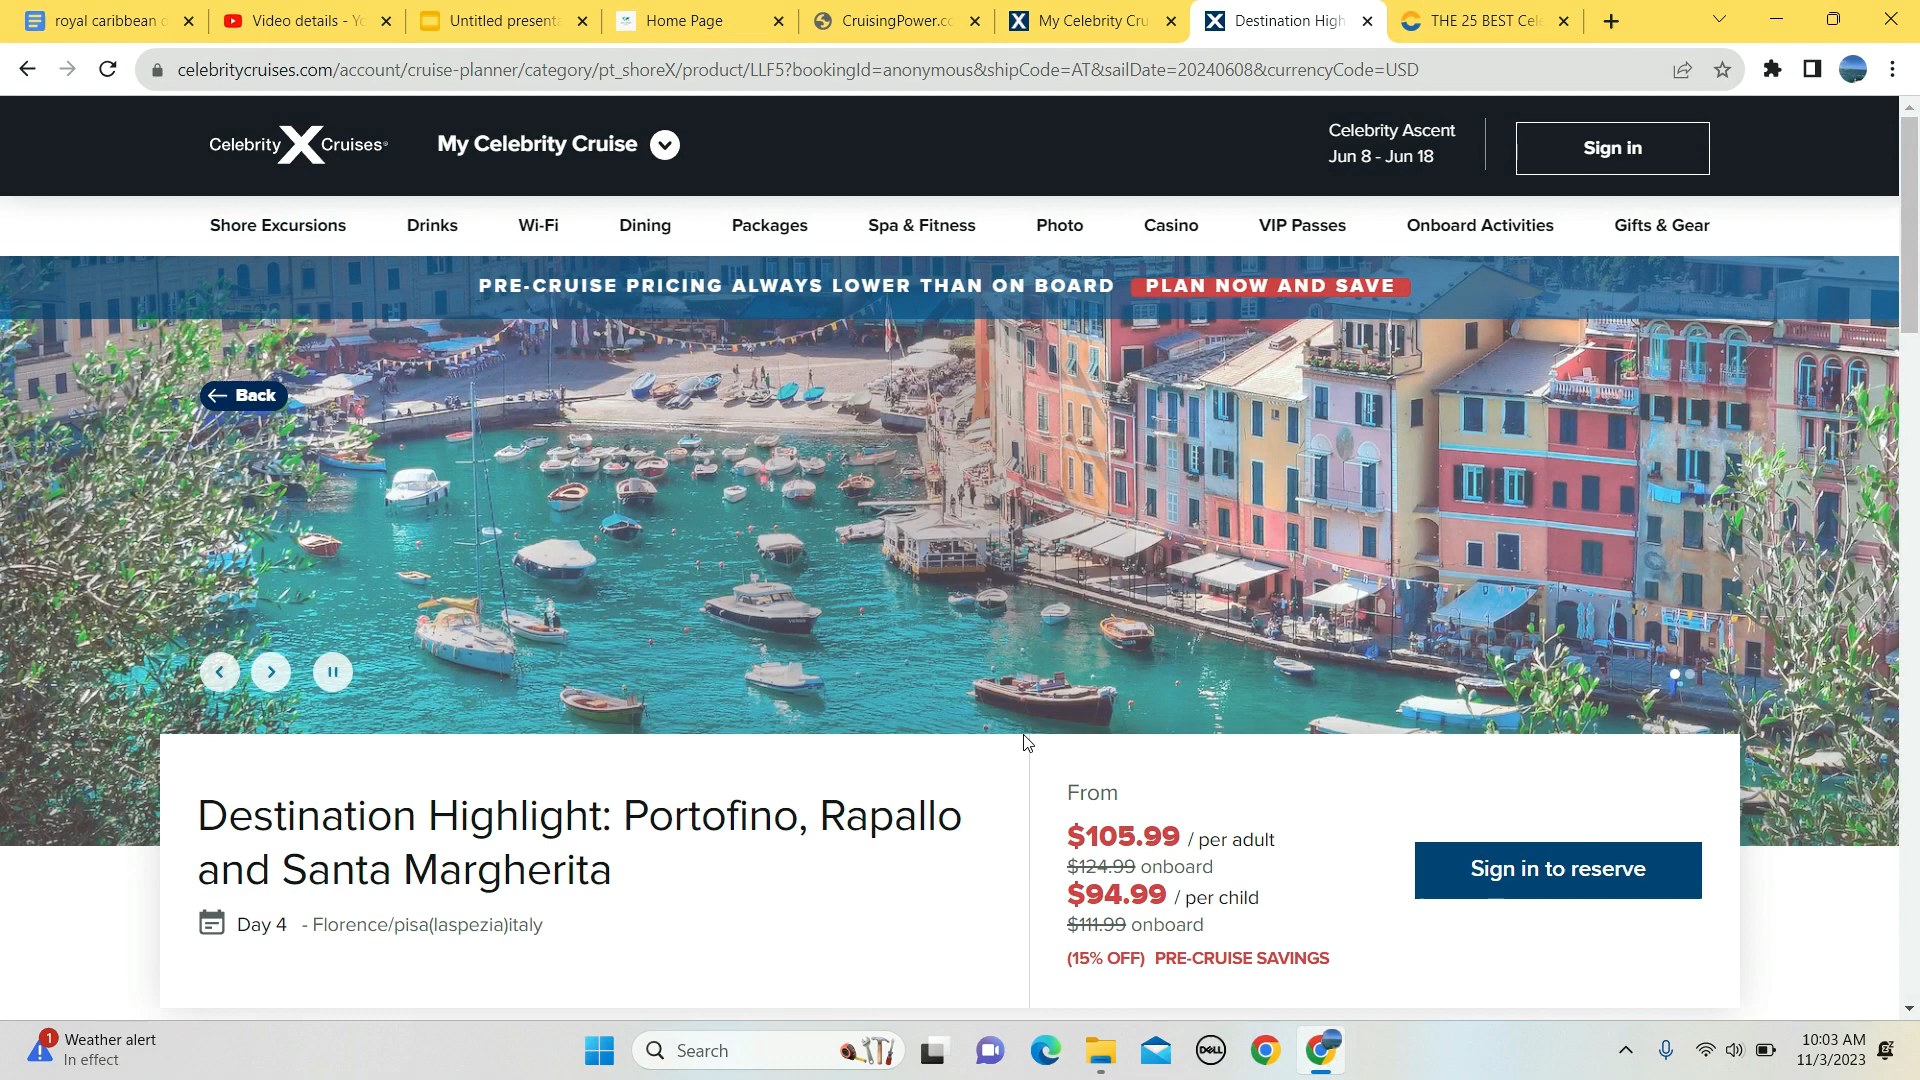 royal caribbean
Video details - Yo
Untitled present
Home Page
CruisingPower.co
My Celebrity Cru
Destination High
THE 25 BEST Cel
celebritycruises.com/account/cruise-planner/category/pt_shoreX/product/LLF5?bookingId=anonymous&shipCode=AT&sailDate=20240608&currencyCode=USD
Celebrity X Cruises
My Celebrity Cruise
Celebrity Ascent
Jun 8 - Jun 18
Sign in
Shore Excursions
Drinks
Wi-Fi
Dining
Packages
Spa & Fitness
Photo
Casino
VIP Passes
Onboard Activities
Gifts & Gear
PRE-CRUISE PRICING ALWAYS LOWER THAN ON BOARD PLAN NOW AND SAVE
Back
Destination Highlight: Portofino, Rapallo
and Santa Margherita
Day 4 - Florence/pisa(laspezia)italy
From
$105.99 / per adult
$124.99 onboard
$94.99 / per child
$111.99 onboard
(15% OFF) PRE-CRUISE SAVINGS
Sign in to reserve
1
Weather alert
In effect
Search
DELL
10:03 AM
11/3/2023